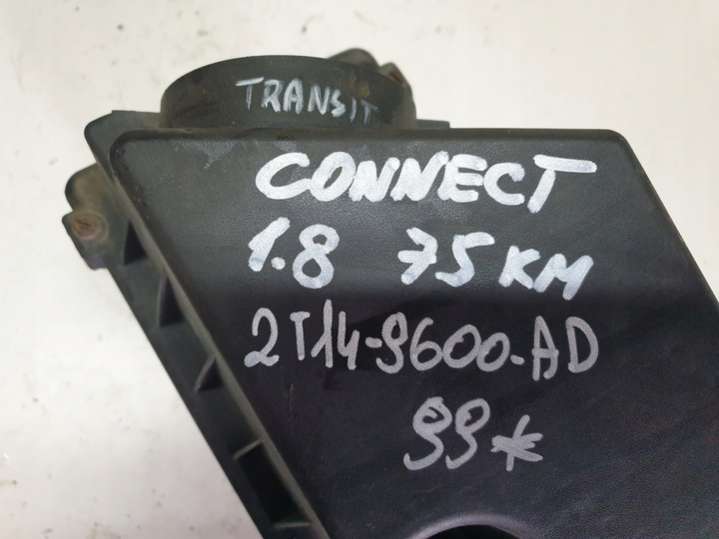 TRANSIT
CONNECT
1.8 75 KM
2T14-9600-AD
99*